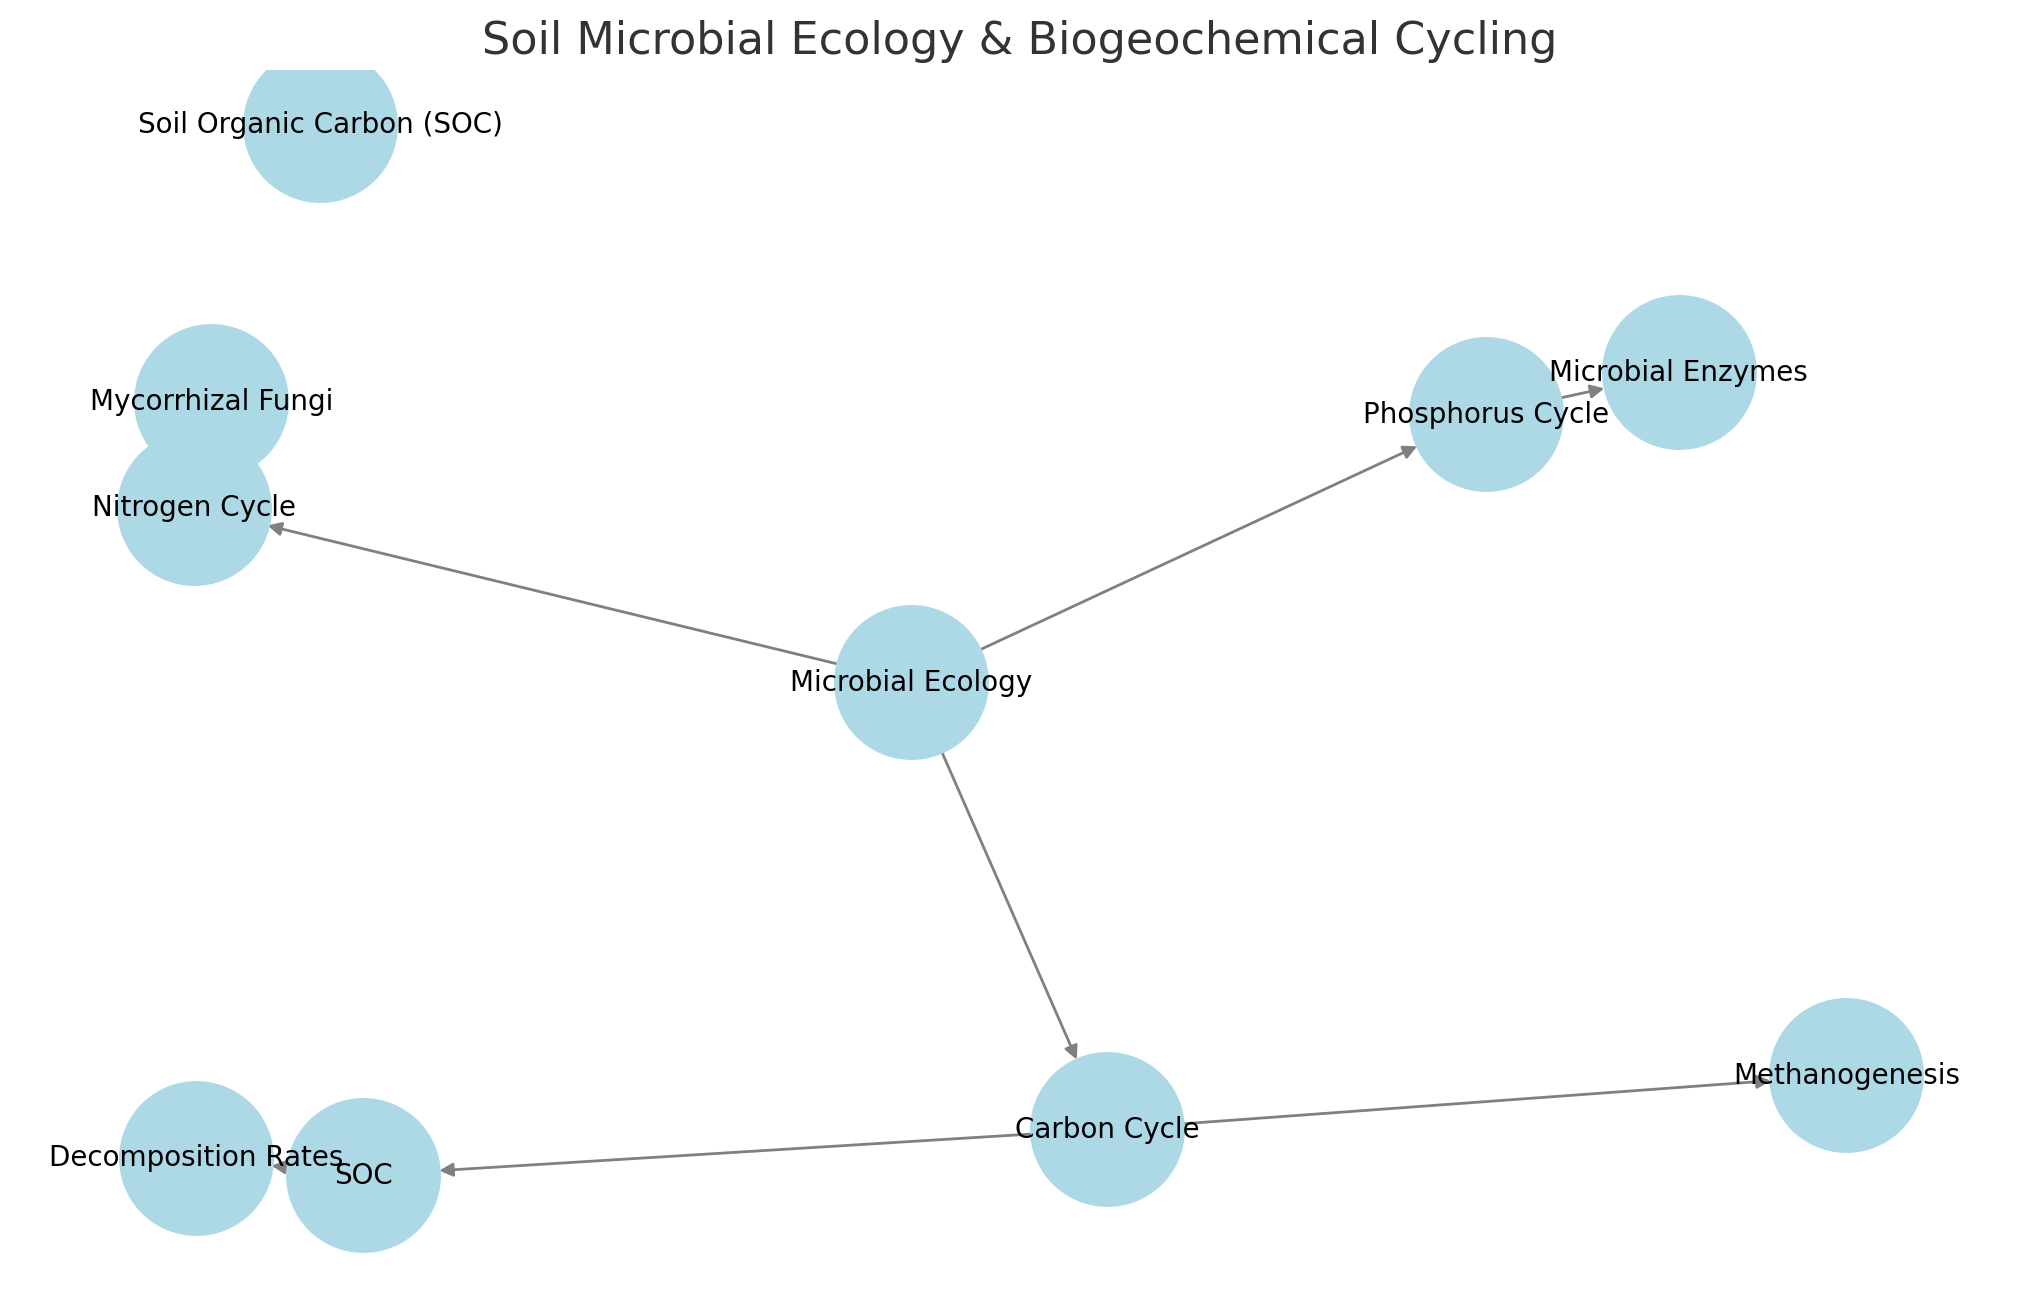 Soil Microbial Ecology & Biogeochemical Cycling
Soil Organic Carbon (SOC)
Microbial Enzymes
Mycorrhizal Fungi
Phosphorus Cycle
Nitrogen Cycle
Microbial Ecology
Methanogenesis
Carbon Cycle
Decomposition Rates
SOC